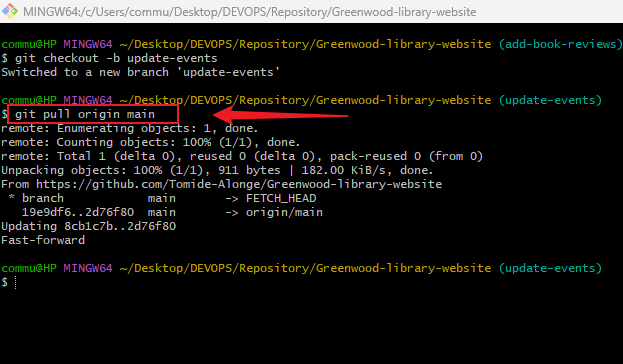 MINGW64:/c/Users/commu/Desktop/DEVOPS/Repository/Greenwood-library-website
commu@HP MINGW64 ~/Desktop/DEVOPS/Repository/Greenwood-library-website (add-book-reviews)
$ git checkout -b update-events
Switched to a new branch 'update-events'
commu@HP MINGW64 ~/Desktop/DEVOPS/Repository/Greenwood-library-website (update-events)
$ git pull origin main
remote: Enumerating objects: 1, done.
remote: Counting objects: 100% (1/1), done.
remote: Total 1 (delta 0), reused 0 (delta 0), pack-reused 0 (from 0)
Unpacking objects: 100% (1/1), 911 bytes | 182.00 KiB/s, done.
From https://github.com/Tomide-Alonge/Greenwood-library-website
 * branch            main       -> FETCH_HEAD
   19e9df6..2d76f80  main       -> origin/main
Updating 8cb1c7b..2d76f80
Fast-forward
commu@HP MINGW64 ~/Desktop/DEVOPS/Repository/Greenwood-library-website (update-events)
$